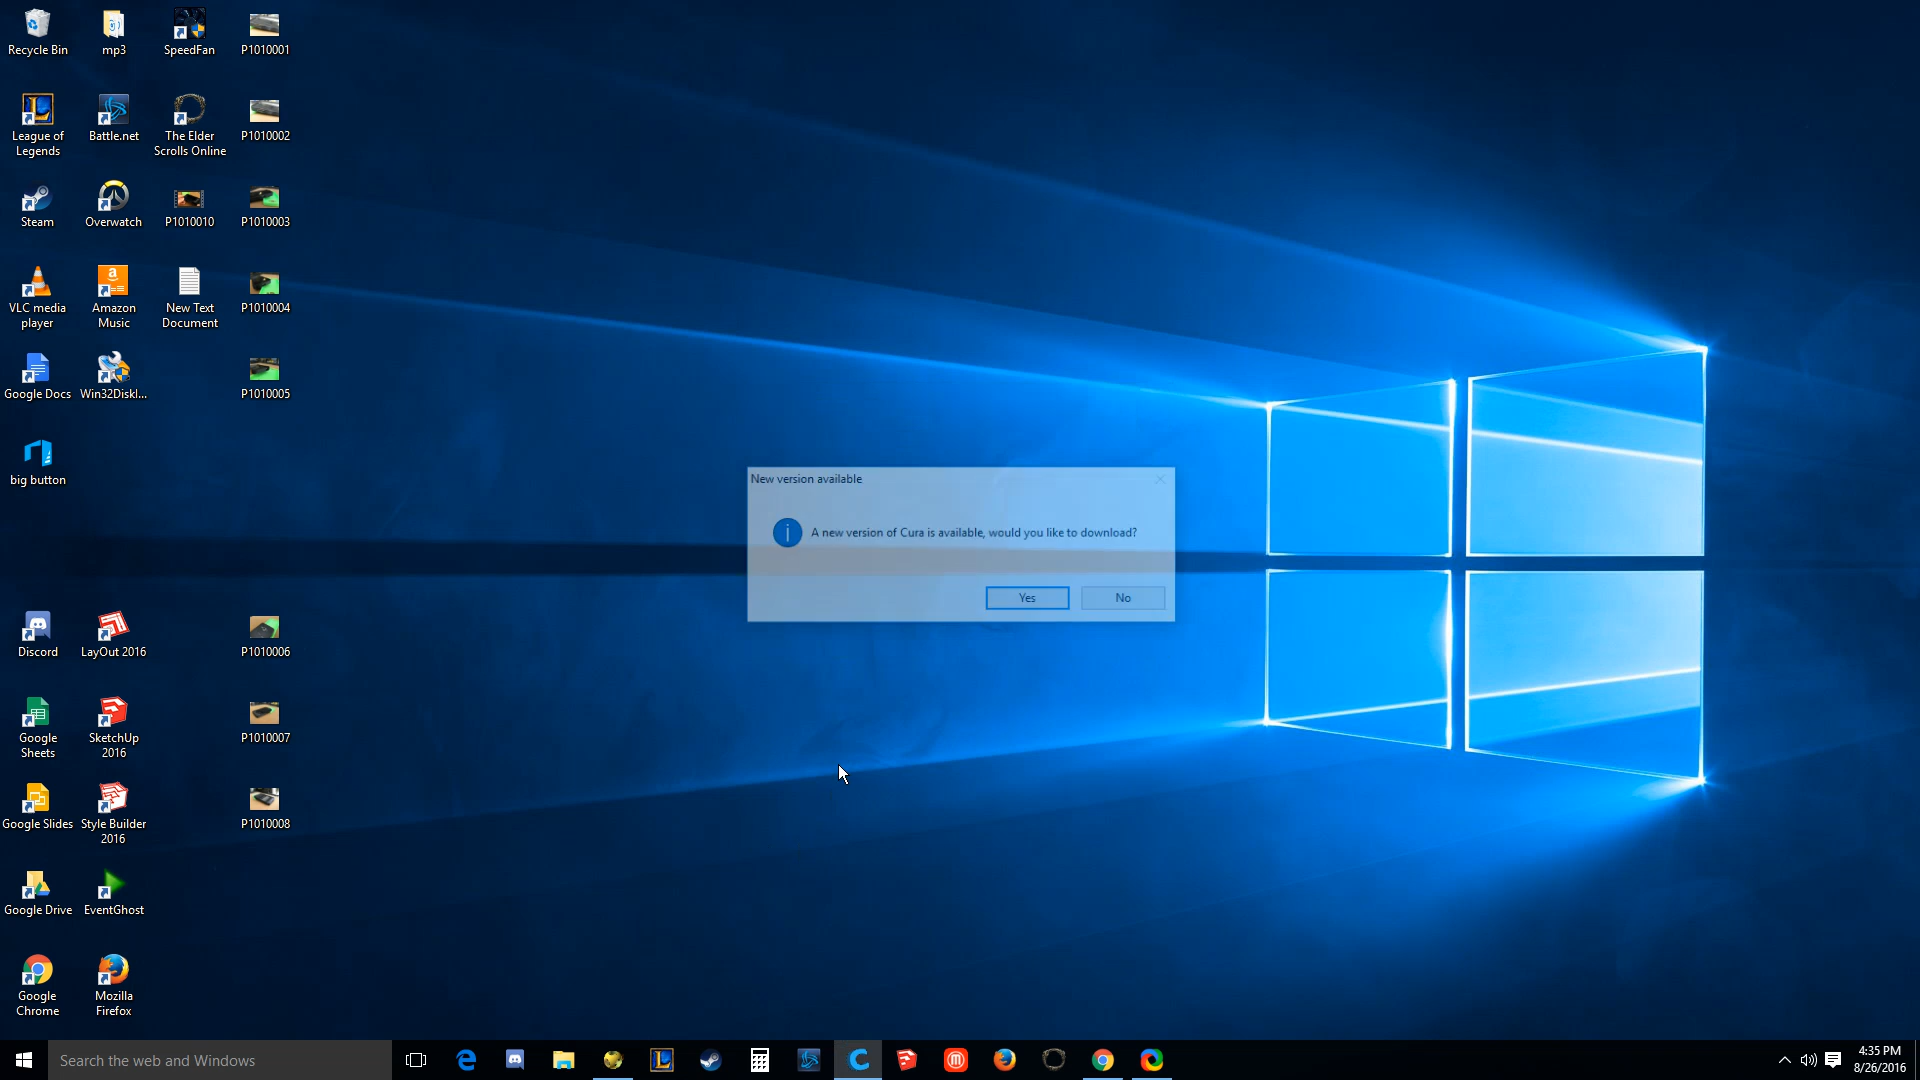 Recycle Bin
mp3
SpeedFan
P1010001
League of
Legends
Battle.net
The Elder
Scrolls Online
P1010002
Steam
Overwatch
P1010010
P1010003
VLC media
player
Amazon
Music
New Text
Document
P1010004
Google Docs
Win32DiskI...
P1010005
big button
New version available
A new version of Cura is available, would you like to download?
Yes
No
Discord
LayOut 2016
P1010006
Google
Sheets
SketchUp
2016
P1010007
Google Slides
Style Builder
2016
P1010008
Google Drive
EventGhost
Google
Chrome
Mozilla
Firefox
Search the web and Windows
4:35 PM
8/26/2016